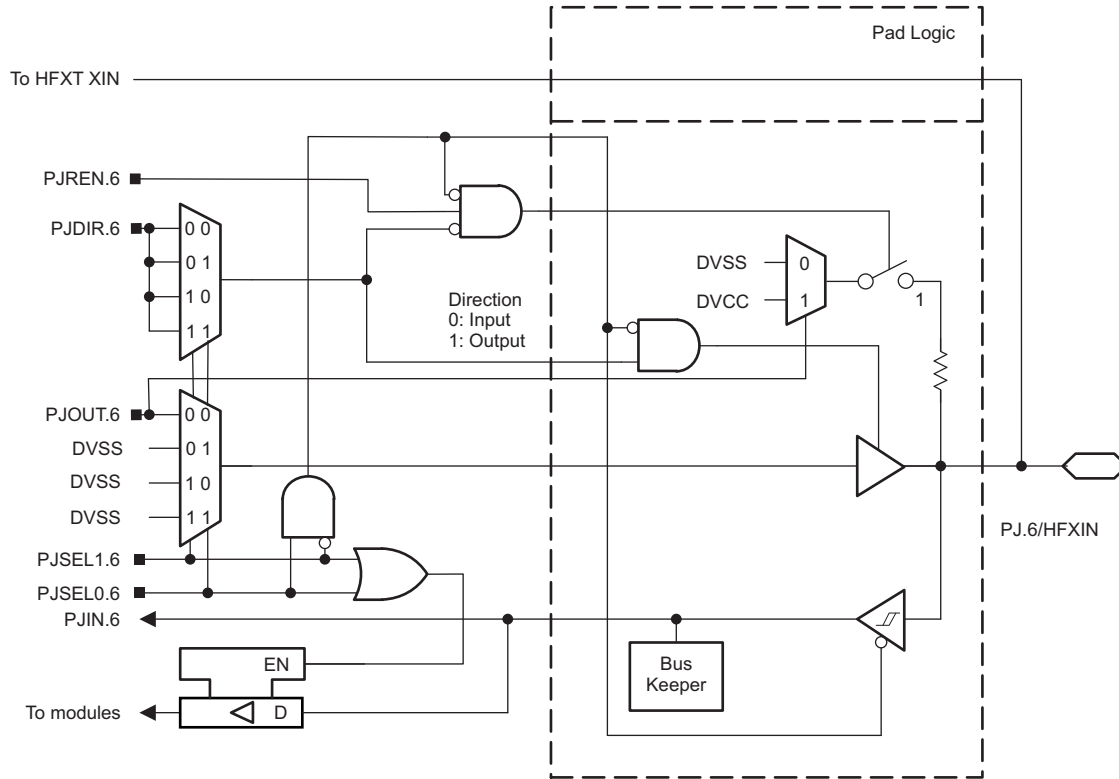 Pad Logic
To HFXT XIN
PJREN.6
PJDIR.6
0 0
0 1
1 0
1 1
DVSS
DVCC
0
1
1
Direction
0: Input
1: Output
PJOUT.6
DVSS
DVSS
DVSS
0 0
0 1
1 0
1 1
PJSEL1.6
PJSEL0.6
PJIN.6
PJ.6/HFXIN
EN
D
To modules
Bus
Keeper